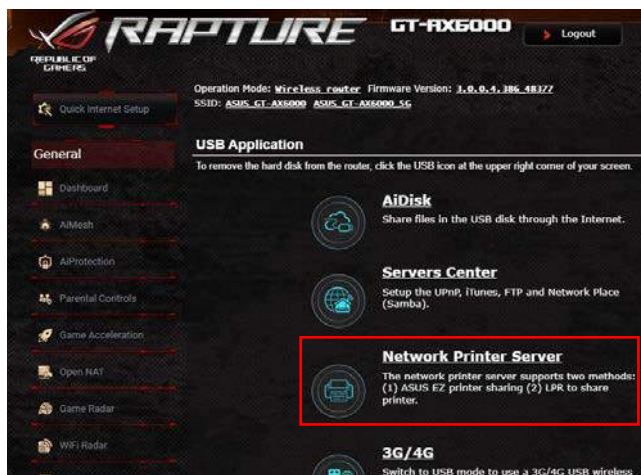 RAPTURE
GT-AX6000
Logout
REPUBLIC OF
GAMERS
Operation Mode: Wireless router Firmware Version: 3.0.0.4.386_48377
SSID: ASUS_GT-AX6000 ASUS_GT-AX6000_5G
Quick Internet Setup
General
Dashboard
AiMesh
AiProtection
Parental Controls
Game Acceleration
Open NAT
Game Radar
WiFi Radar
USB Application
To remove the hard disk from the router, click the USB icon at the upper right corner of your screen.
AiDisk
Share files in the USB disk through the Internet.
Servers Center
Setup the UPnP, iTunes, FTP and Network Place
(Samba).
Network Printer Server
The network printer server supports two methods:
(1) ASUS EZ printer sharing (2) LPR to share
printer.
3G/4G
Switch to USB mode to use a 3G/4G USB wireless